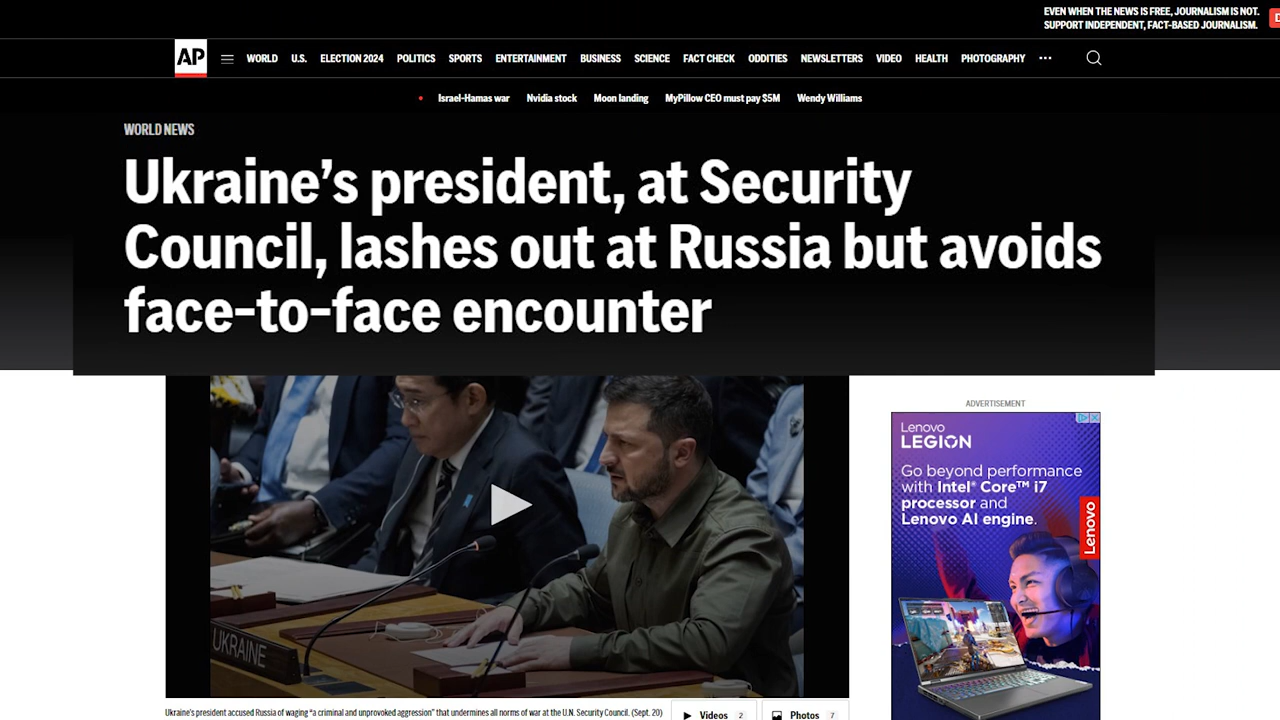 EVEN WHEN THE NEWS IS FREE, JOURNALISM IS NOT.
SUPPORT INDEPENDENT, FACT-BASED JOURNALISM.
AP
WORLD U.S. ELECTION 2024 POLITICS SPORTS ENTERTAINMENT BUSINESS SCIENCE FACT CHECK ODDITIES NEWSLETTERS VIDEO HEALTH PHOTOGRAPHY ...
Israel-Hamas war Nvidia stock Moon landing MyPillow CEO must pay $5M Wendy Williams
WORLD NEWS
Ukraine’s president, at Security
Council, lashes out at Russia but avoids
face-to-face encounter
ADVERTISEMENT
Lenovo
LEGION
Go beyond performance
with Intel® Core™ i7
processor and
Lenovo AI engine.
Lenovo
UKRAINE
Ukraine’s president accused Russia of waging “a criminal and unprovoked aggression” that undermines all norms of war at the U.N. Security Council. (Sept. 20)
Videos 2
Photos 7